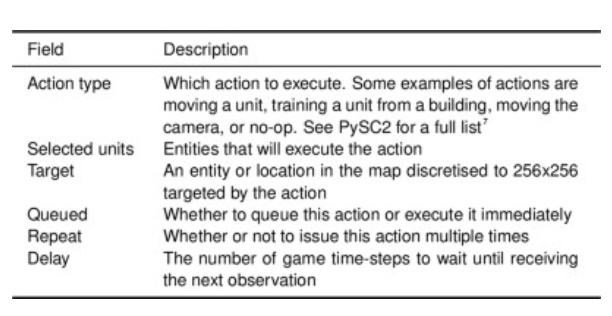 Field Description
Action type Which action to execute. Some examples of actions are
moving a unit, training a unit from a building, moving the
camera, or no-op. See PySC2 for a full list⁷
Selected units Entities that will execute the action
Target An entity or location in the map discretised to 256x256
targeted by the action
Queued Whether to queue this action or execute it immediately
Repeat Whether or not to issue this action multiple times
Delay The number of game time-steps to wait until receiving
the next observation